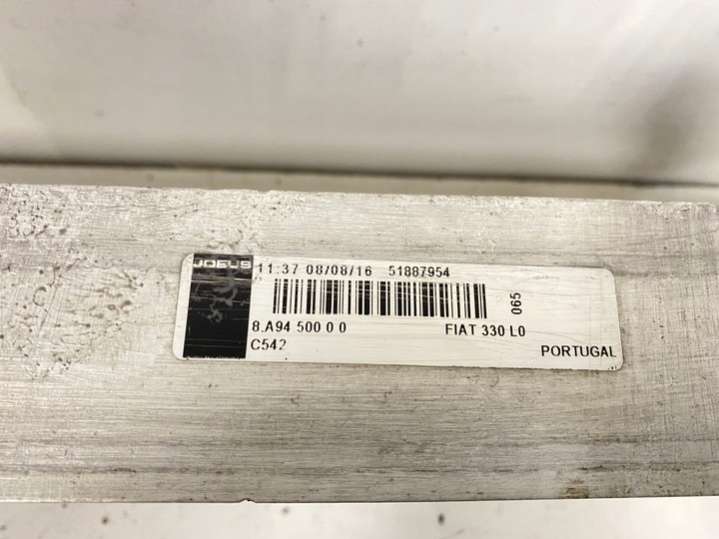 JOEUS
11:37 08/08/16 51887954
065
8.A94 500 0 0 FIAT 330 L0
C542
PORTUGAL